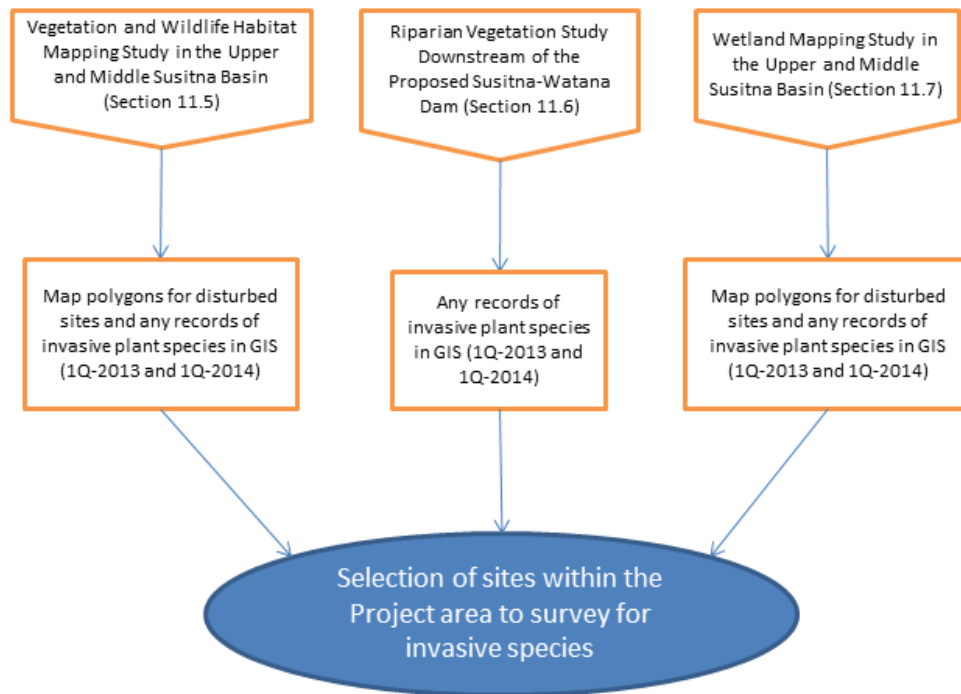 Vegetation and Wildlife Habitat
Mapping Study in the Upper
and Middle Susitna Basin
(Section 11.5)
Riparian Vegetation Study
Downstream of the
Proposed Susitna-Watana
Dam (Section 11.6)
Wetland Mapping Study in
the Upper and Middle
Susitna Basin (Section 11.7)
Map polygons for disturbed
sites and any records of
invasive plant species in GIS
(1Q-2013 and 1Q-2014)
Any records of
invasive plant species
in GIS (1Q-2013 and
1Q-2014)
Map polygons for disturbed
sites and any records of
invasive plant species in GIS
(1Q-2013 and 1Q-2014)
Selection of sites within the
Project area to survey for
invasive species